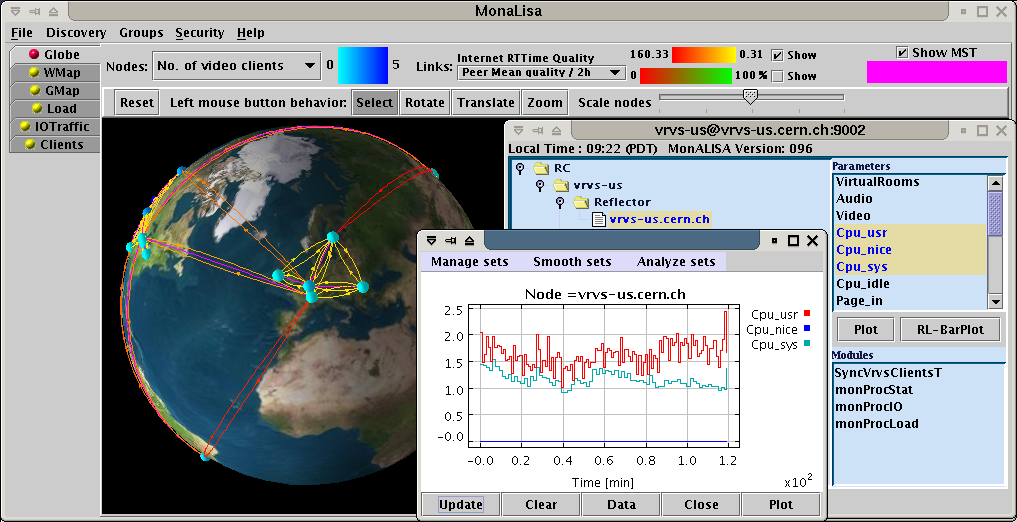 MonaLisa
File Discovery Groups Security Help
Globe
WMap
GMap
Load
IOTraffic
Clients
Nodes: No. of video clients 0 5
Links: Internet RTTime Quality
Peer Mean quality / 2h
160.33 0.31 Show
0 100 % Show
Show MST
Reset Left mouse button behavior: Select Rotate Translate Zoom Scale nodes
vrvs-us@vrvs-us.cern.ch:9002
Local Time : 09:22 (PDT) MonALISA Version: 096
RC
vrvs-us
Reflector
vrvs-us.cern.ch
Parameters
VirtualRooms
Audio
Video
Cpu_usr
Cpu_nice
Cpu_sys
Cpu_idle
Page_in
Plot RL-BarPlot
Modules
SyncVrvsClientsT
monProcStat
monProcIO
monProcLoad
Manage sets Smooth sets Analyze sets
Node =vrvs-us.cern.ch
2.5
2.0
1.5
1.0
0.5
-0.0
Cpu_usr
Cpu_nice
Cpu_sys
-0.0 0.2 0.4 0.6 0.8 1.0 1.2
Time [min] x10²
Update Clear Data Close Plot